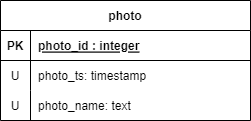 photo
PK photo_id : integer
U photo_ts: timestamp
U photo_name: text